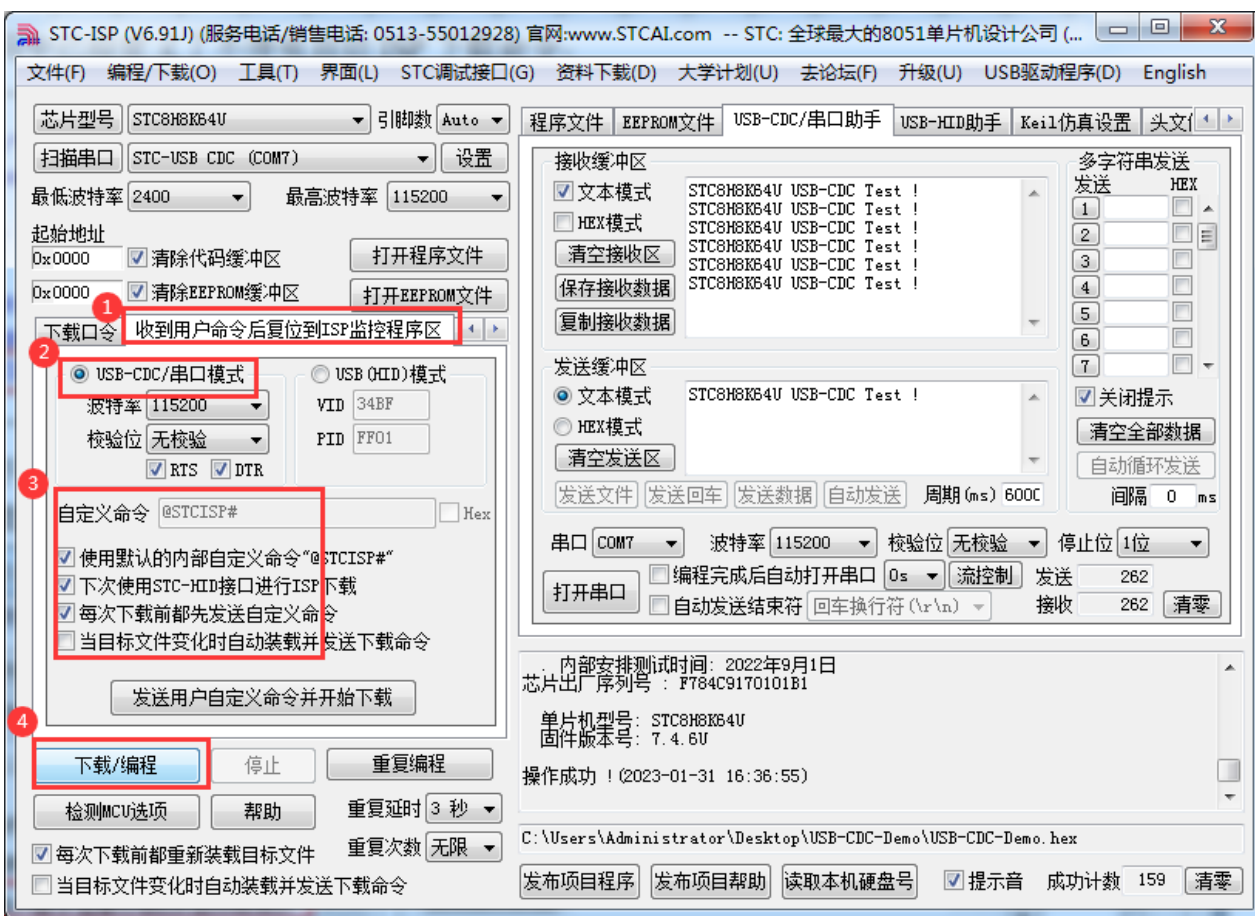 STC-ISP (V6.91J) (服务电话/销售电话: 0513-55012928) 官网:www.STCAI.com -- STC: 全球最大的8051单片机设计公司 (...
文件(F) 编程/下载(O) 工具(T) 界面(L) STC调试接口(G) 资料下载(D) 大学计划(U) 去论坛(F) 升级(U) USB驱动程序(D) English
芯片型号 STC8H8K64U 引脚数 Auto
扫描串口 STC-USB CDC (COM7) 设置
最低波特率 2400 最高波特率 115200
起始地址
0x0000 清除代码缓冲区 打开程序文件
0x0000 清除EEPROM缓冲区 打开EEPROM文件
1
下载口令 收到用户命令后复位到ISP监控程序区
2
USB-CDC/串口模式 USB(HID)模式
波特率 115200 VID 34BF
校验位 无校验 PID FF01
RTS DTR
3
自定义命令 @STCISP# Hex
使用默认的内部自定义命令"@STCISP#"
下次使用STC-HID接口进行ISP下载
每次下载前都先发送自定义命令
当目标文件变化时自动装载并发送下载命令
发送用户自定义命令并开始下载
4
下载/编程 停止 重复编程
检测MCU选项 帮助 重复延时 3 秒
每次下载前都重新装载目标文件 重复次数 无限
当目标文件变化时自动装载并发送下载命令
程序文件 EEPROM文件 USB-CDC/串口助手 USB-HID助手 Keil仿真设置
接收缓冲区
文本模式
HEX模式
清空接收区
保存接收数据
复制接收数据
STC8H8K64U USB-CDC Test !
STC8H8K64U USB-CDC Test !
STC8H8K64U USB-CDC Test !
STC8H8K64U USB-CDC Test !
STC8H8K64U USB-CDC Test !
STC8H8K64U USB-CDC Test !
发送缓冲区
文本模式
HEX模式
清空发送区
STC8H8K64U USB-CDC Test !
发送文件 发送回车 发送数据 自动发送 周期(ms)
多字符串发送
发送 HEX
1
2
3
4
5
6
7
关闭提示
清空全部数据
自动循环发送
间隔 0 ms
串口 COM7 波特率 115200 校验位 无校验 停止位 1位
打开串口 编程完成后自动打开串口 0s 流控制 发送 262
自动发送结束符 回车换行符(\r\n) 接收 262 清零
. 内部安排测试时间: 2022年9月1日
芯片出厂序列号 : F784C9170101B1
单片机型号: STC8H8K64U
固件版本号: 7.4.6U
操作成功 !(2023-01-31 16:36:55)
C:\Users\Administrator\Desktop\USB-CDC-Demo\USB-CDC-Demo.hex
发布项目程序 发布项目帮助 读取本机硬盘号 提示音 成功计数 159 清零